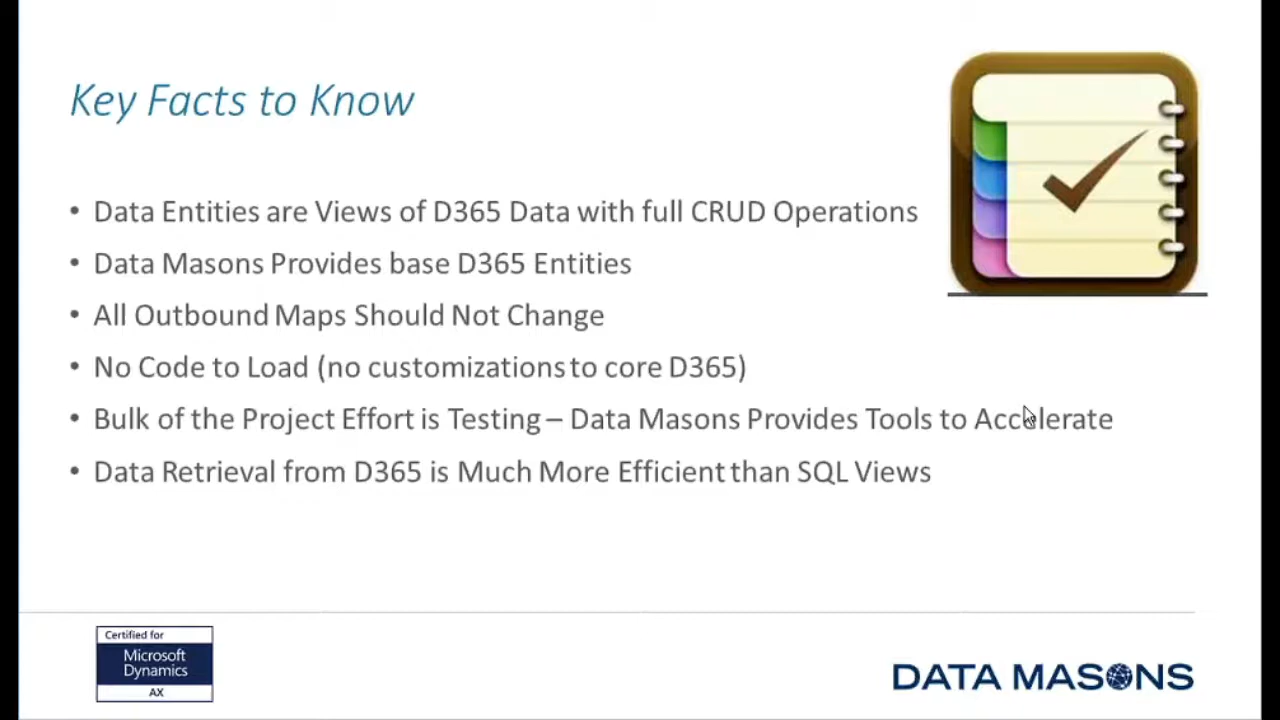 Key Facts to Know
• Data Entities are Views of D365 Data with full CRUD Operations
• Data Masons Provides base D365 Entities
• All Outbound Maps Should Not Change
• No Code to Load (no customizations to core D365)
• Bulk of the Project Effort is Testing – Data Masons Provides Tools to Accelerate
• Data Retrieval from D365 is Much More Efficient than SQL Views
Certified for
Microsoft
Dynamics
AX
DATA MASONS